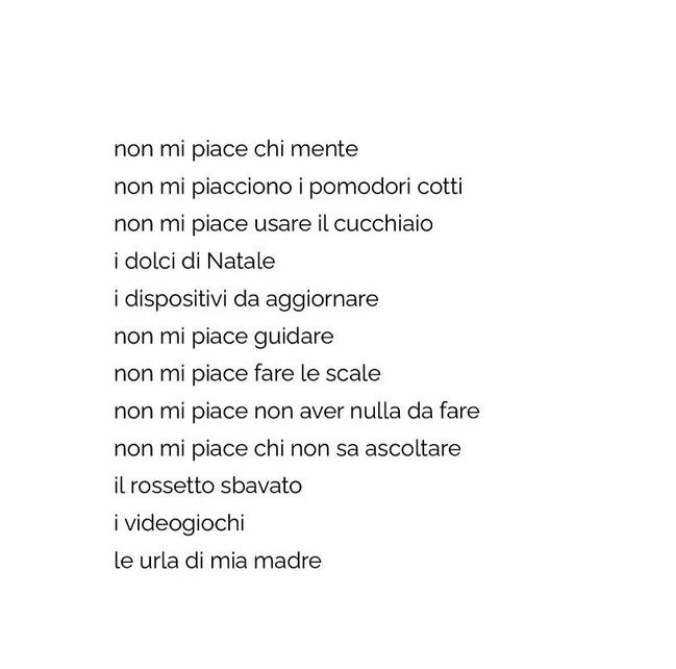 non mi piace chi mente
non mi piacciono i pomodori cotti
non mi piace usare il cucchiaio
i dolci di Natale
i dispositivi da aggiornare
non mi piace guidare
non mi piace fare le scale
non mi piace non aver nulla da fare
non mi piace chi non sa ascoltare
il rossetto sbavato
i videogiochi
le urla di mia madre